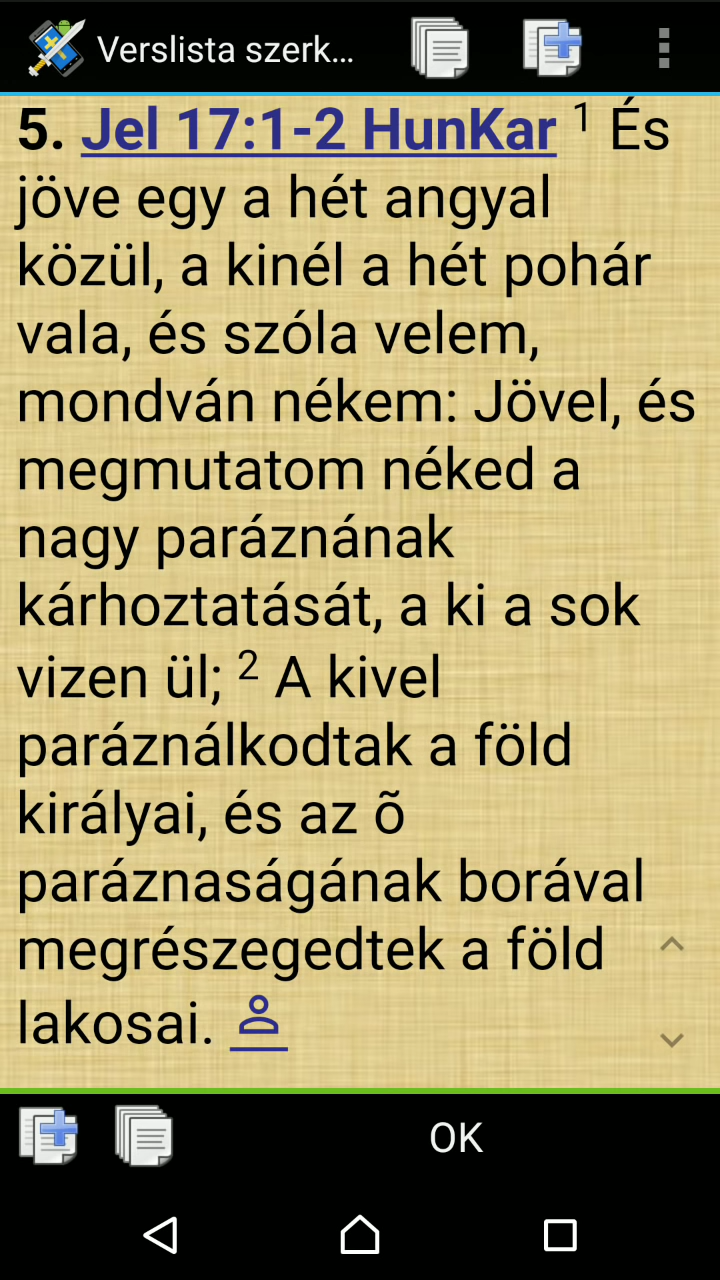 Verslista szerk...
5. Jel 17:1-2 HunKar 1 És
jöve egy a hét angyal
közül, a kinél a hét pohár
vala, és szóla velem,
mondván nékem: Jövel, és
megmutatom néked a
nagy paráznának
kárhoztatását, a ki a sok
vizen ül; 2 A kivel
paráználkodtak a föld
királyai, és az õ
paráznaságának borával
megrészegedtek a föld
lakosai.
OK